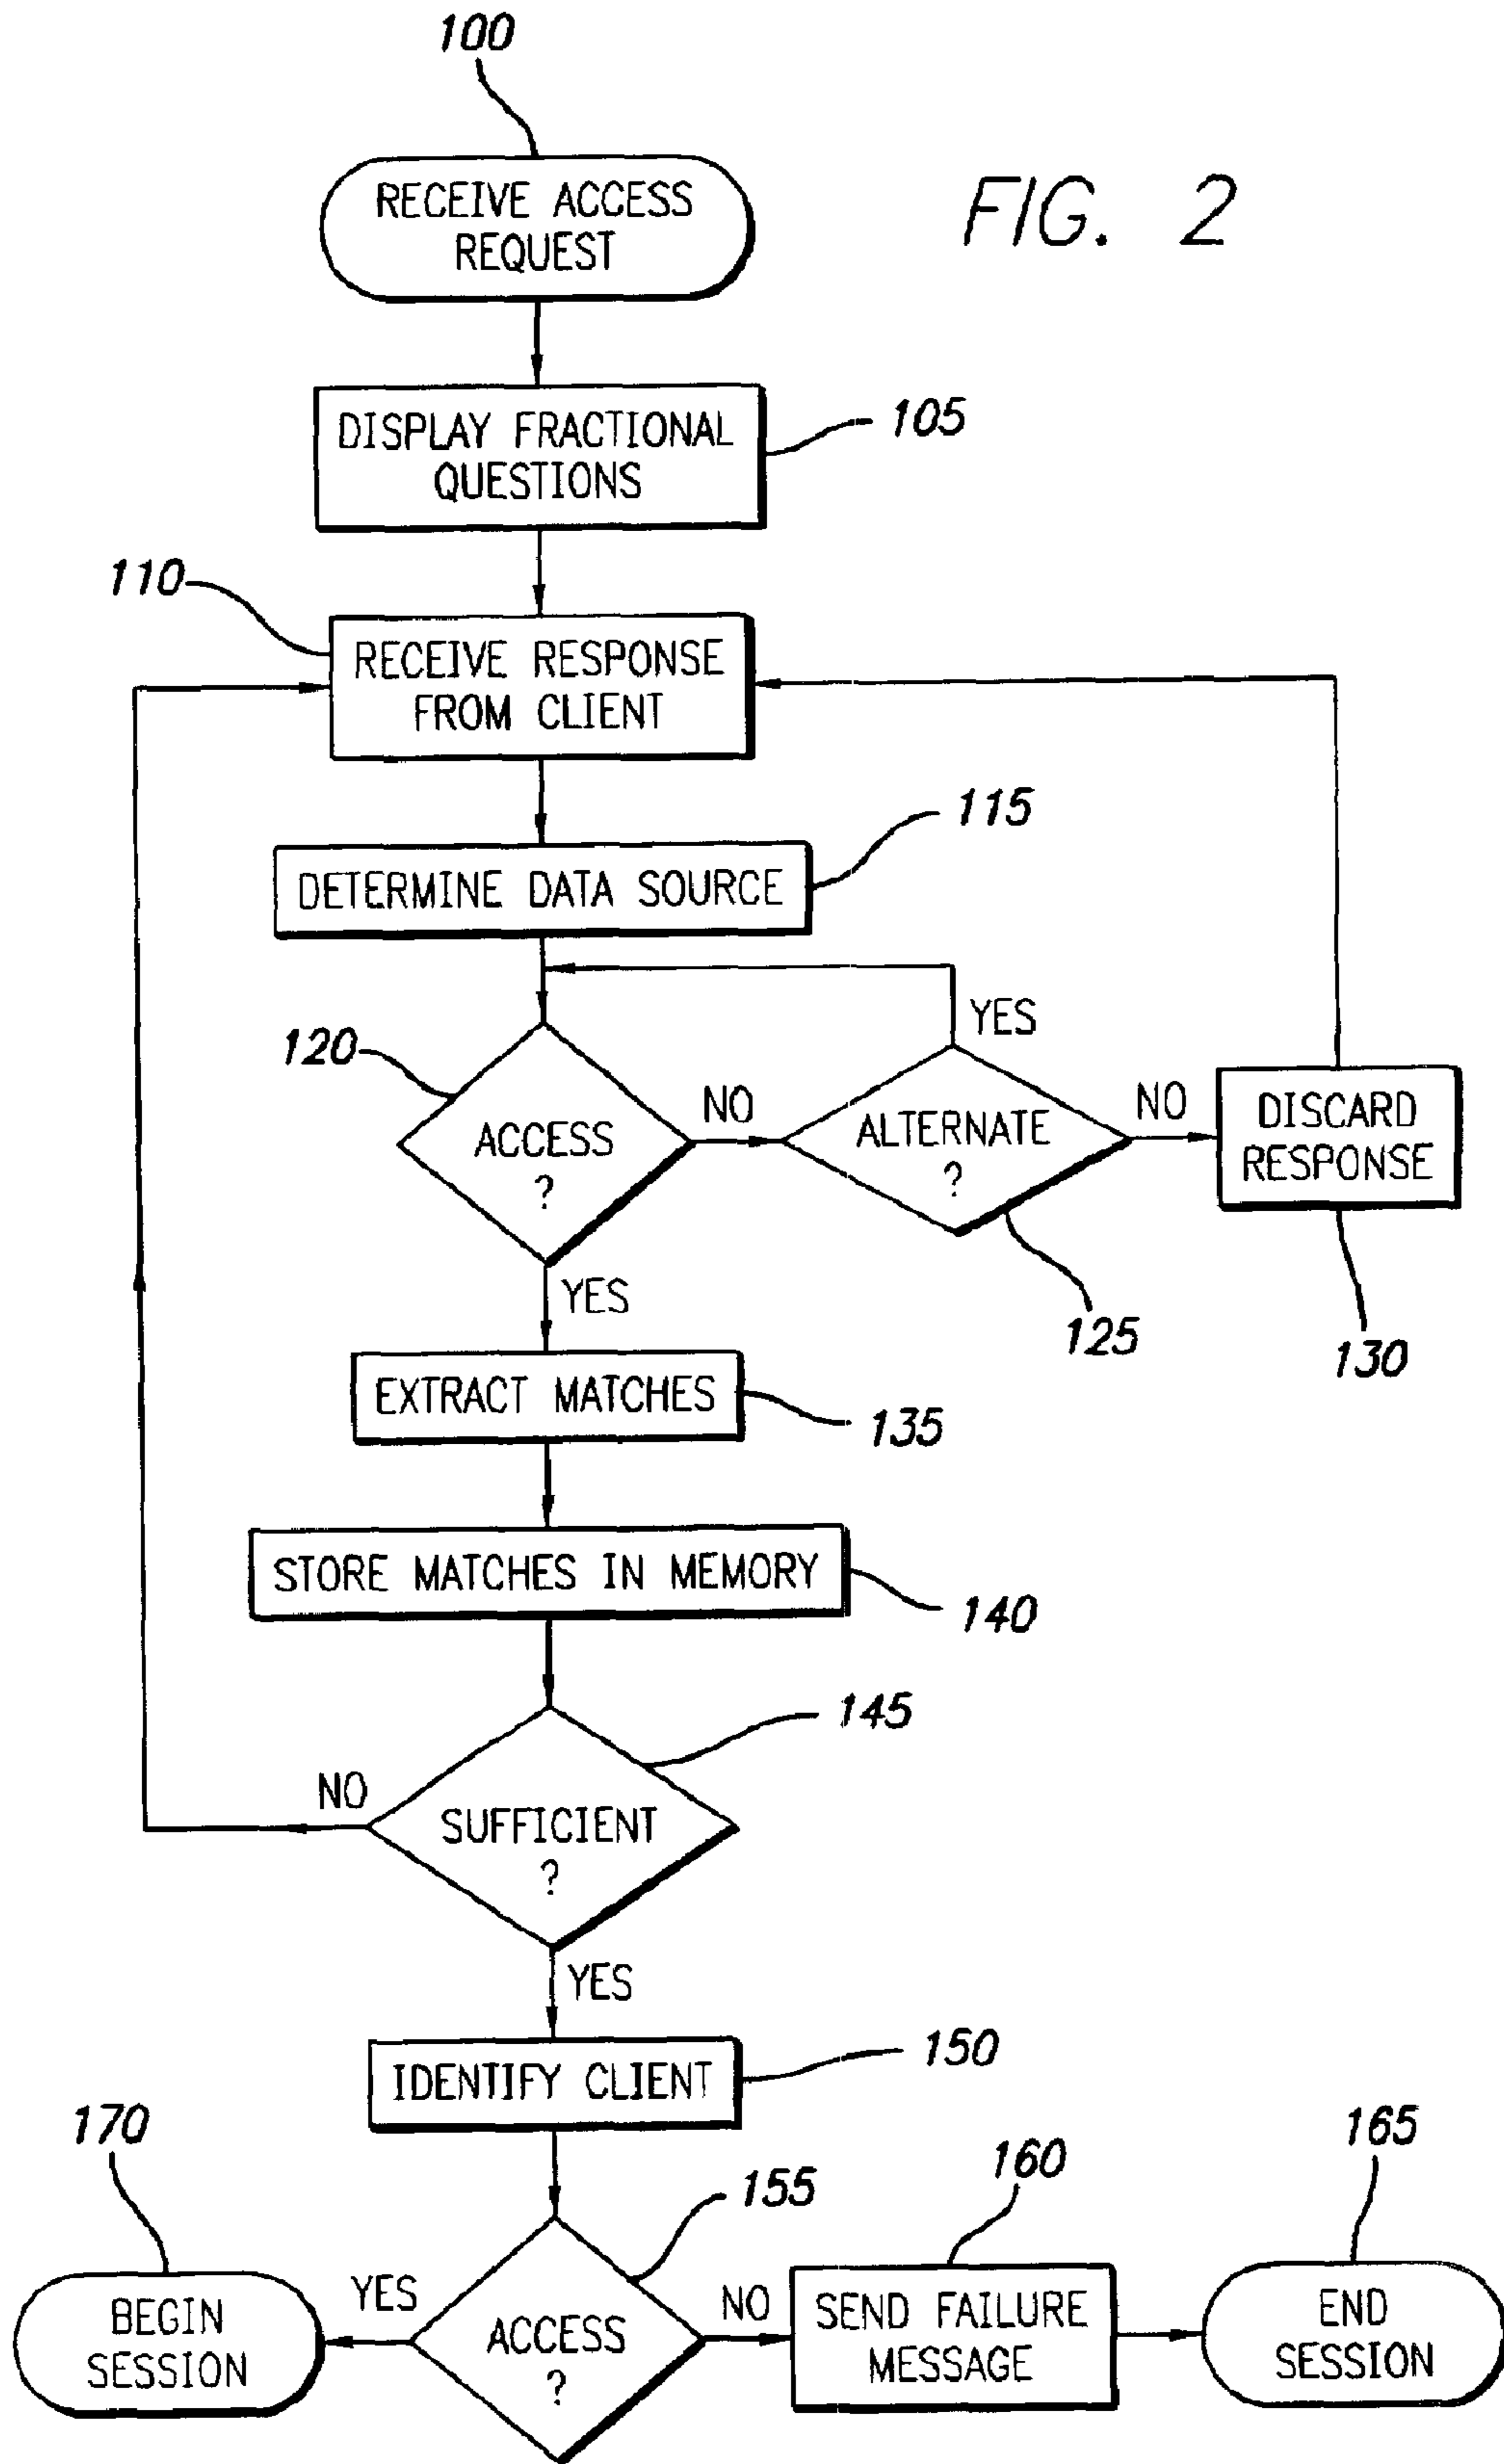 100
RECEIVE ACCESS
REQUEST
FIG. 2
DISPLAY FRACTIONAL
QUESTIONS
105
110
RECEIVE RESPONSE
FROM CLIENT
115
DETERMINE DATA SOURCE
YES
120
ACCESS
?
NO
ALTERNATE
?
NO
DISCARD
RESPONSE
YES
125
130
EXTRACT MATCHES
135
STORE MATCHES IN MEMORY
140
145
NO
SUFFICIENT
?
YES
IDENTIFY CLIENT
150
170
155
160
165
BEGIN
SESSION
YES
ACCESS
?
NO
SEND FAILURE
MESSAGE
END
SESSION